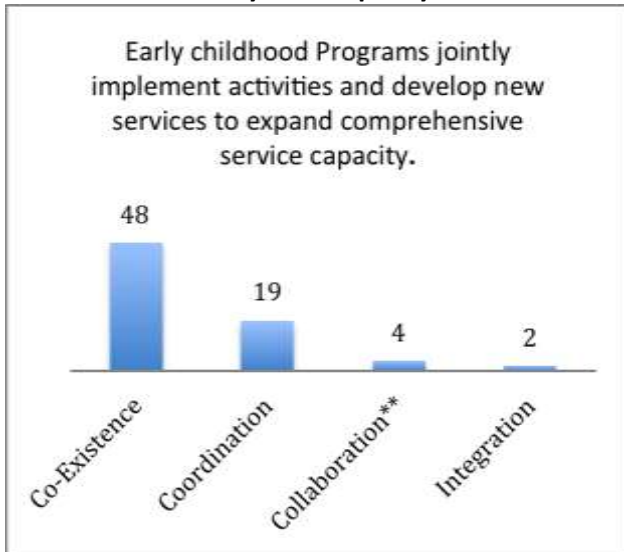 Early childhood Programs jointly
implement activities and develop new
services to expand comprehensive
service capacity.
48
19
4
2
Co-Existence
Coordination
Collaboration**
Integration